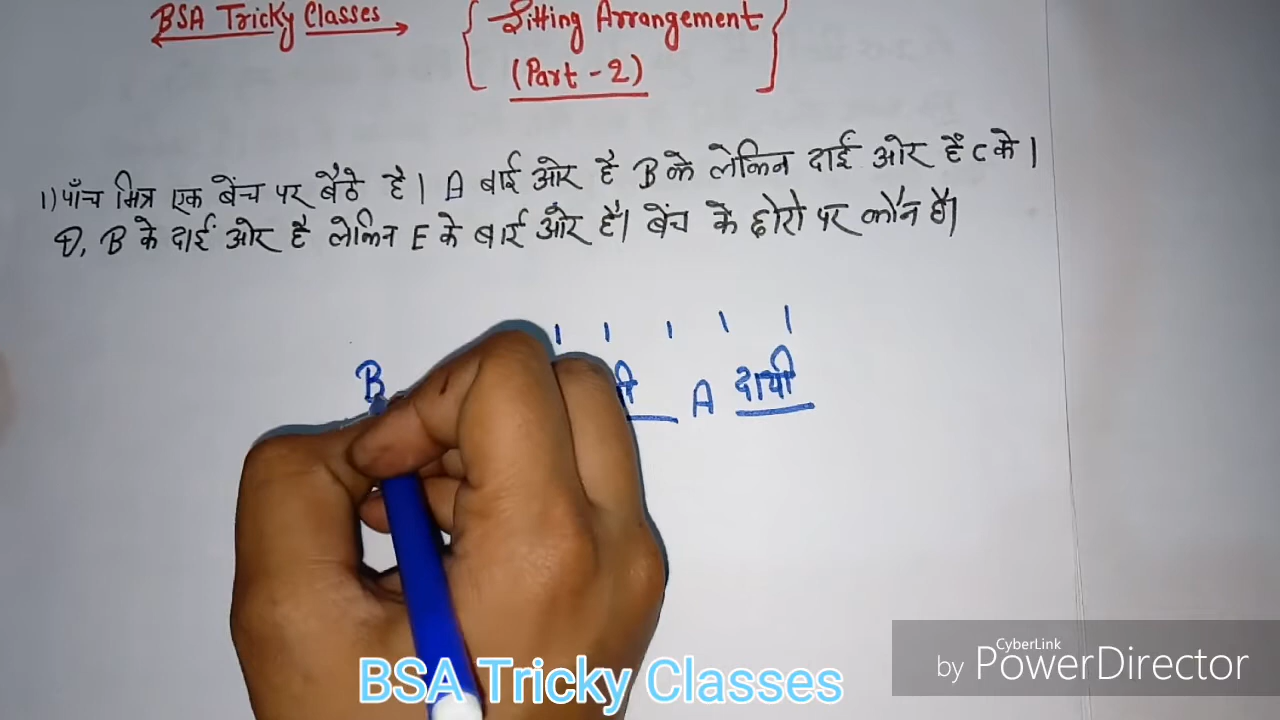 BSA Tricky Classes
Sitting Arrangement
(Part - 2)
1) पाँच मित्र एक बेंच पर बैठे है। A बाई ओर है B के लेकिन दाईं ओर है C के।
D, B के दाईं ओर है लेकिन E के बाई ओर है। बेंच के छोरो पर कौन है।
B
A दायी
BSA Tricky Classes
CyberLink
by PowerDirector